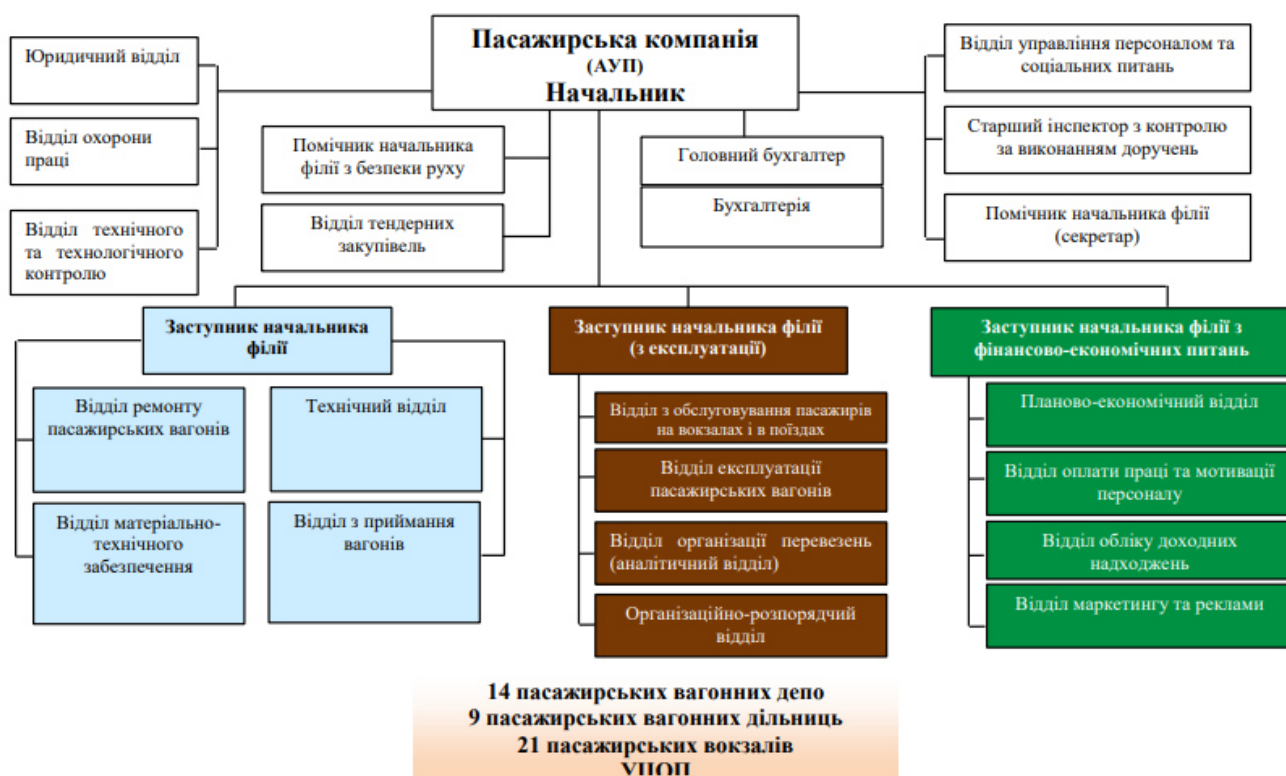 Пасажирська компанія
(АУП)
Начальник
Юридичний відділ
Відділ охорони
праці
Відділ технічного
та технологічного
контролю
Помічник начальника
філії з безпеки руху
Відділ тендерних
закупівель
Головний бухгалтер
Бухгалтерія
Відділ управління персоналом та
соціальних питань
Старший інспектор з контролю
за виконанням доручень
Помічник начальника філії
(секретар)
Заступник начальника
філії
Відділ ремонту
пасажирських вагонів
Технічний відділ
Відділ матеріально-
технічного
забезпечення
Відділ з приймання
вагонів
Заступник начальника філії
(з експлуатації)
Відділ з обслуговування пасажирів
на вокзалах і в поїздах
Відділ експлуатації
пасажирських вагонів
Відділ організації перевезень
(аналітичний відділ)
Організаційно-розпорядчий
відділ
Заступник начальника філії з
фінансово-економічних питань
Планово-економічний відділ
Відділ оплати праці та мотивації
персоналу
Відділ обліку доходних
надходжень
Відділ маркетингу та реклами
14 пасажирських вагонних депо
9 пасажирських вагонних дільниць
21 пасажирських вокзалів
УЦОП